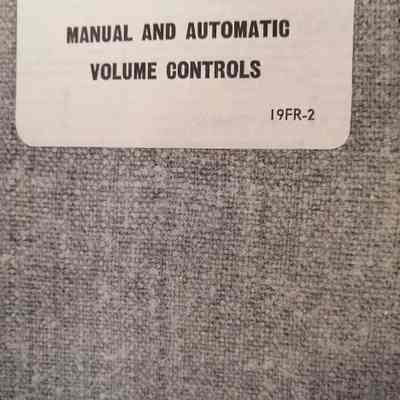 MANUAL AND AUTOMATIC
VOLUME CONTROLS
19FR-2